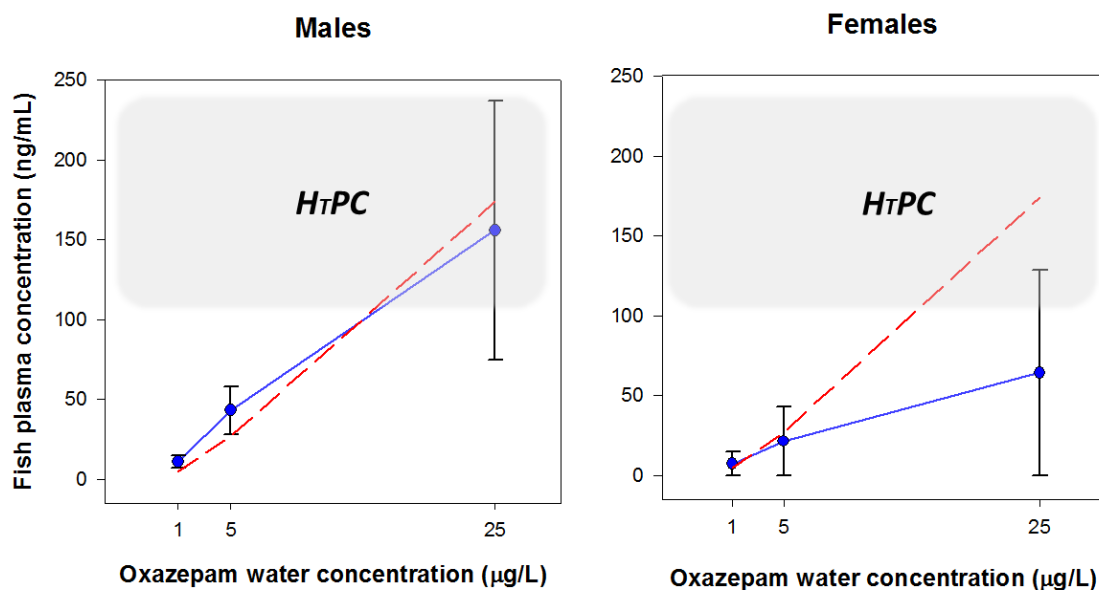 Males
Fish plasma concentration (ng/mL)
250
200
150
100
50
0
HTPC
1 5 25
Oxazepam water concentration (μg/L)
Females
250
200
150
100
50
0
HTPC
1 5 25
Oxazepam water concentration (μg/L)